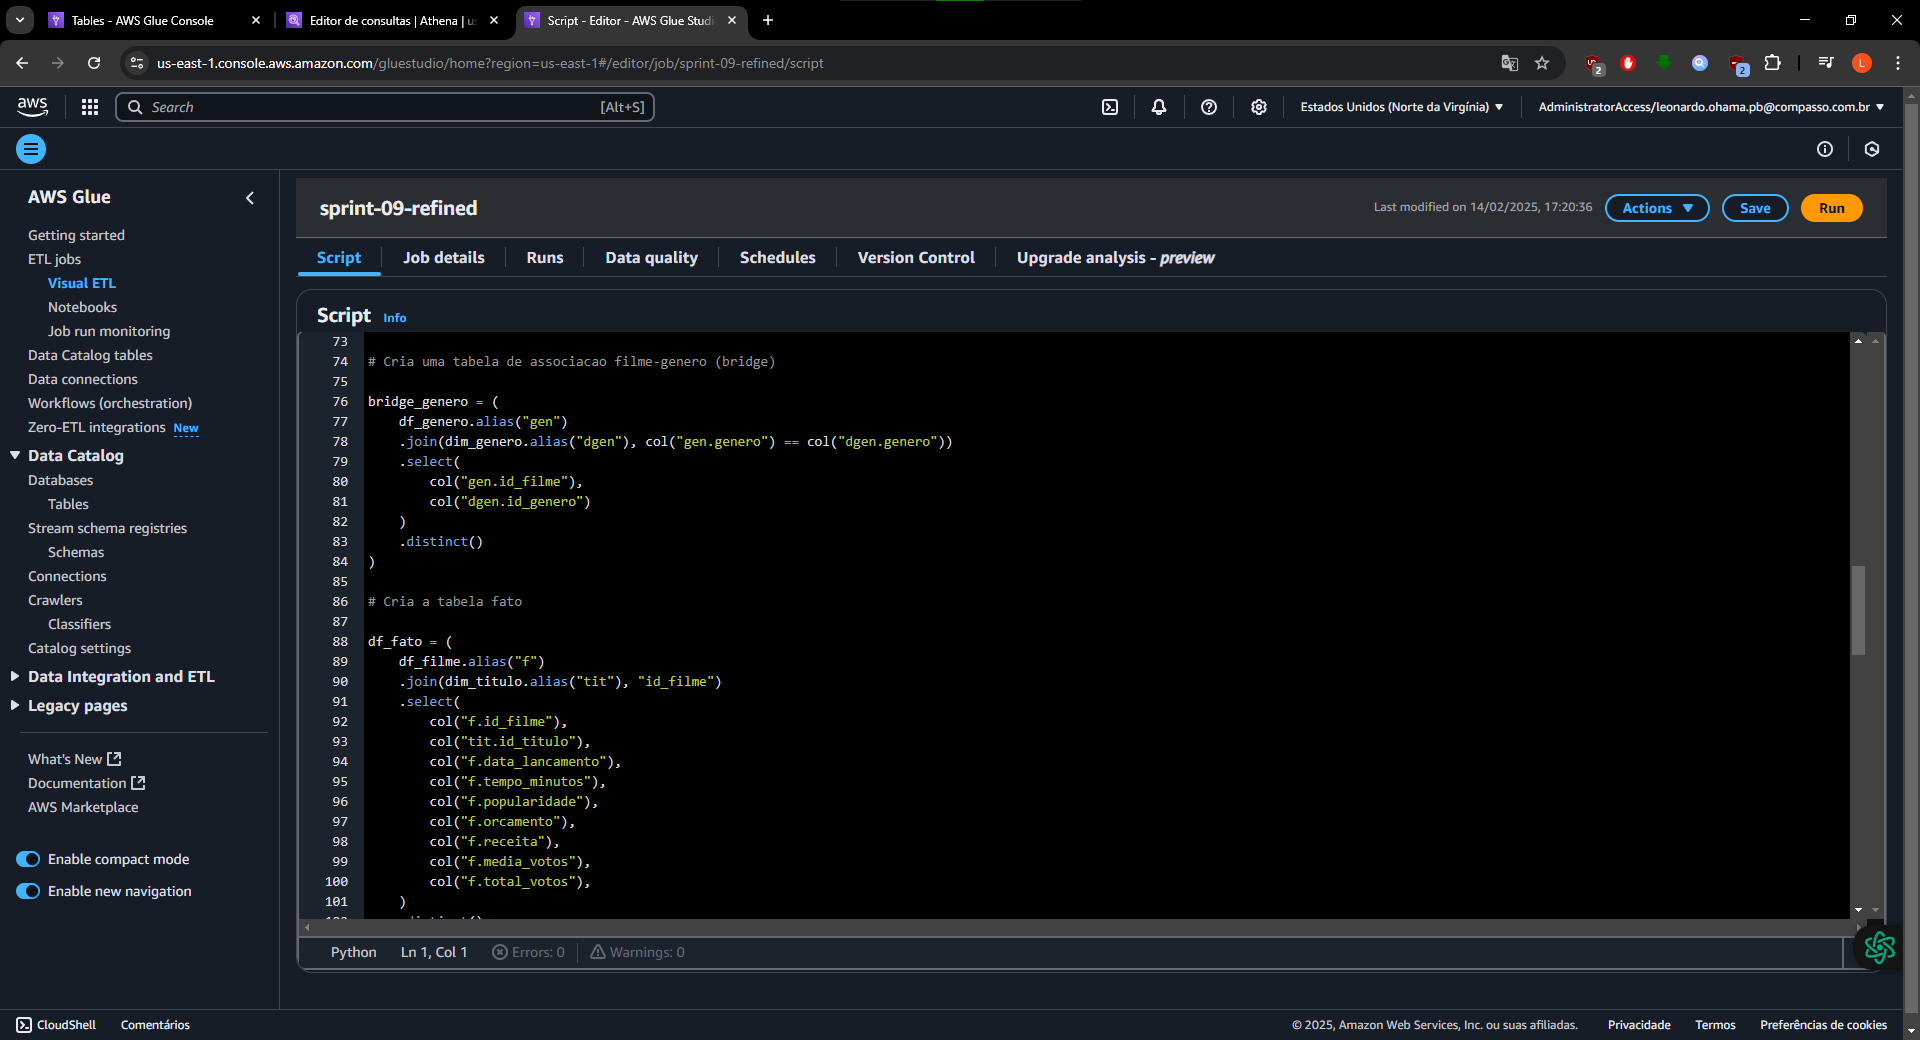 Tables - AWS Glue Console
Editor de consultas | Athena | us
Script - Editor - AWS Glue Studi
us-east-1.console.aws.amazon.com/gluestudio/home?region=us-east-1#/editor/job/sprint-09-refined/script
2
2
L
aws
Search
[Alt+S]
Estados Unidos (Norte da Virgínia)
AdministratorAccess/leonardo.ohama.pb@compasso.com.br
AWS Glue
Getting started
ETL jobs
Visual ETL
Notebooks
Job run monitoring
Data Catalog tables
Data connections
Workflows (orchestration)
Zero-ETL integrations New
Data Catalog
Databases
Tables
Stream schema registries
Schemas
Connections
Crawlers
Classifiers
Catalog settings
Data Integration and ETL
Legacy pages
What's New
Documentation
AWS Marketplace
Enable compact mode
Enable new navigation
sprint-09-refined
Last modified on 14/02/2025, 17:20:36
Actions
Save
Run
Script
Job details
Runs
Data quality
Schedules
Version Control
Upgrade analysis - preview
Script Info
73
74 # Cria uma tabela de associacao filme-genero (bridge)
75
76 bridge_genero = (
77     df_genero.alias("gen")
78     .join(dim_genero.alias("dgen"), col("gen.genero") == col("dgen.genero"))
79     .select(
80         col("gen.id_filme"),
81         col("dgen.id_genero")
82     )
83     .distinct()
84 )
85
86 # Cria a tabela fato
87
88 df_fato = (
89     df_filme.alias("f")
90     .join(dim_titulo.alias("tit"), "id_filme")
91     .select(
92         col("f.id_filme"),
93         col("tit.id_titulo"),
94         col("f.data_lancamento"),
95         col("f.tempo_minutos"),
96         col("f.popularidade"),
97         col("f.orcamento"),
98         col("f.receita"),
99         col("f.media_votos"),
100         col("f.total_votos"),
101     )
Python
Ln 1, Col 1
Errors: 0
Warnings: 0
CloudShell
Comentários
© 2025, Amazon Web Services, Inc. ou suas afiliadas.
Privacidade
Termos
Preferências de cookies